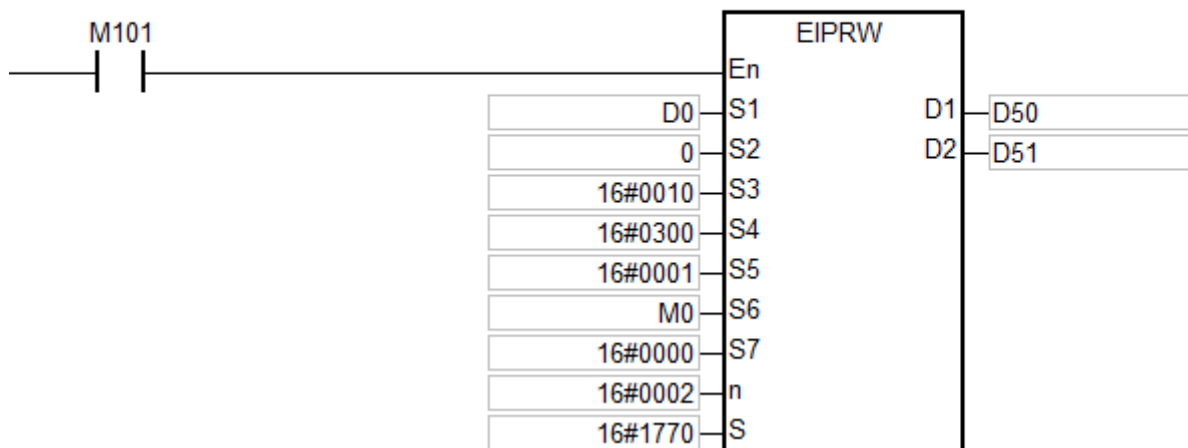 M101
EIPRW
En
D0 S1 D1 D50
0 S2 D2 D51
16#0010 S3
16#0300 S4
16#0001 S5
M0 S6
16#0000 S7
16#0002 n
16#1770 S